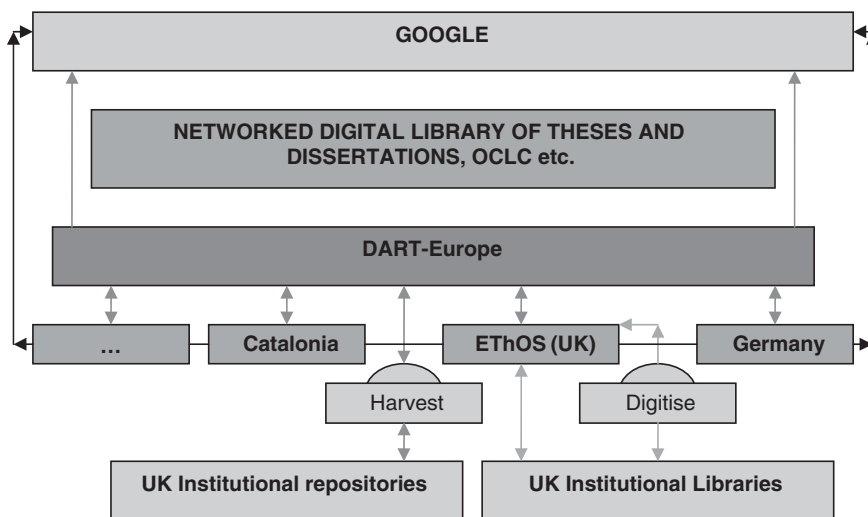 GOOGLE
NETWORKED DIGITAL LIBRARY OF THESES AND
DISSERTATIONS, OCLC etc.
DART-Europe
...
Catalonia
EThOS (UK)
Germany
Harvest
Digitise
UK Institutional repositories
UK Institutional Libraries